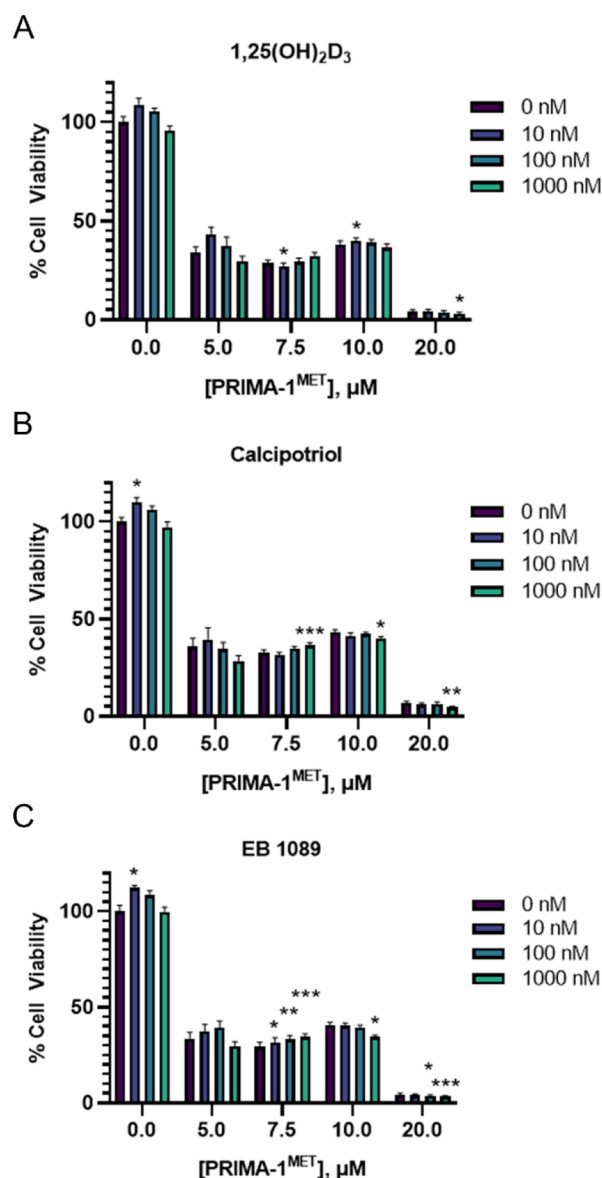 A
1,25(OH)₂D₃
% Cell Viability
100
50
0
*
*
*
0.0 5.0 7.5 10.0 20.0
[PRIMA-1ᴹᴱᵀ], µM
0 nM
10 nM
100 nM
1000 nM
B
Calcipotriol
% Cell Viability
100
50
0
*
***
*
**
0.0 5.0 7.5 10.0 20.0
[PRIMA-1ᴹᴱᵀ], µM
0 nM
10 nM
100 nM
1000 nM
C
EB 1089
% Cell Viability
100
50
0
*
*
**
***
*
*
***
0.0 5.0 7.5 10.0 20.0
[PRIMA-1ᴹᴱᵀ], µM
0 nM
10 nM
100 nM
1000 nM